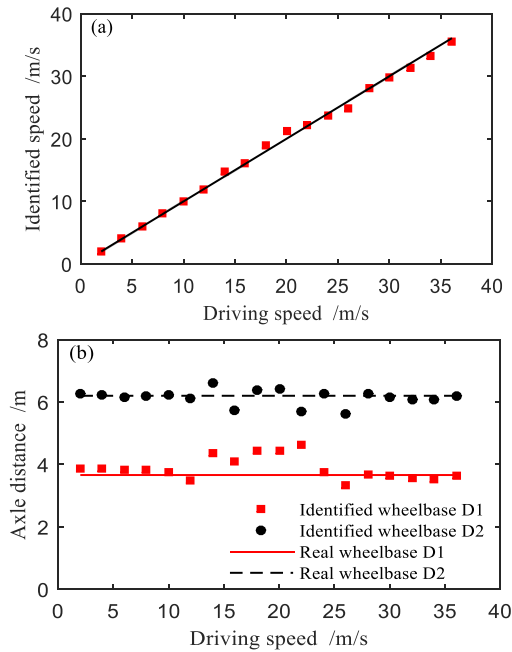 (a)
Identified speed /m/s
40
30
20
10
0
0 5 10 15 20 25 30 35 40
Driving speed /m/s
(b)
Axle distance /m
8
6
4
2
0
Identified wheelbase D1
Identified wheelbase D2
Real wheelbase D1
Real wheelbase D2
0 5 10 15 20 25 30 35 40
Driving speed /m/s